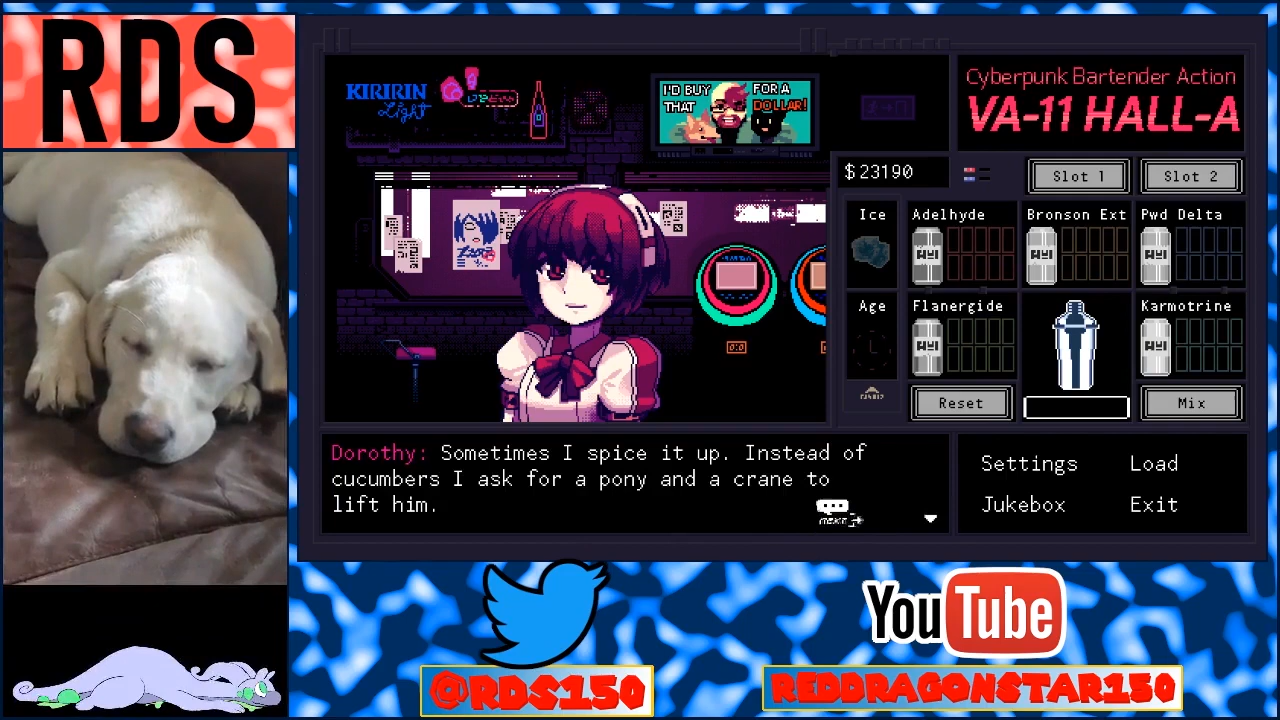 RDS
KIRIRIN
Light
I'D BUY
THAT
FOR A
DOLLAR!
Cyberpunk Bartender Action
VA-11 HALL-A
$23190
Slot 1
Slot 2
Ice
Adelhyde
Bronson Ext
Pwd Delta
Age
Flanergide
Karmotrine
Reset
Mix
Dorothy: Sometimes I spice it up. Instead of
cucumbers I ask for a pony and a crane to
lift him.
next
Settings
Load
Jukebox
Exit
YouTube
@RDS150
REDDRAGONSTAR150